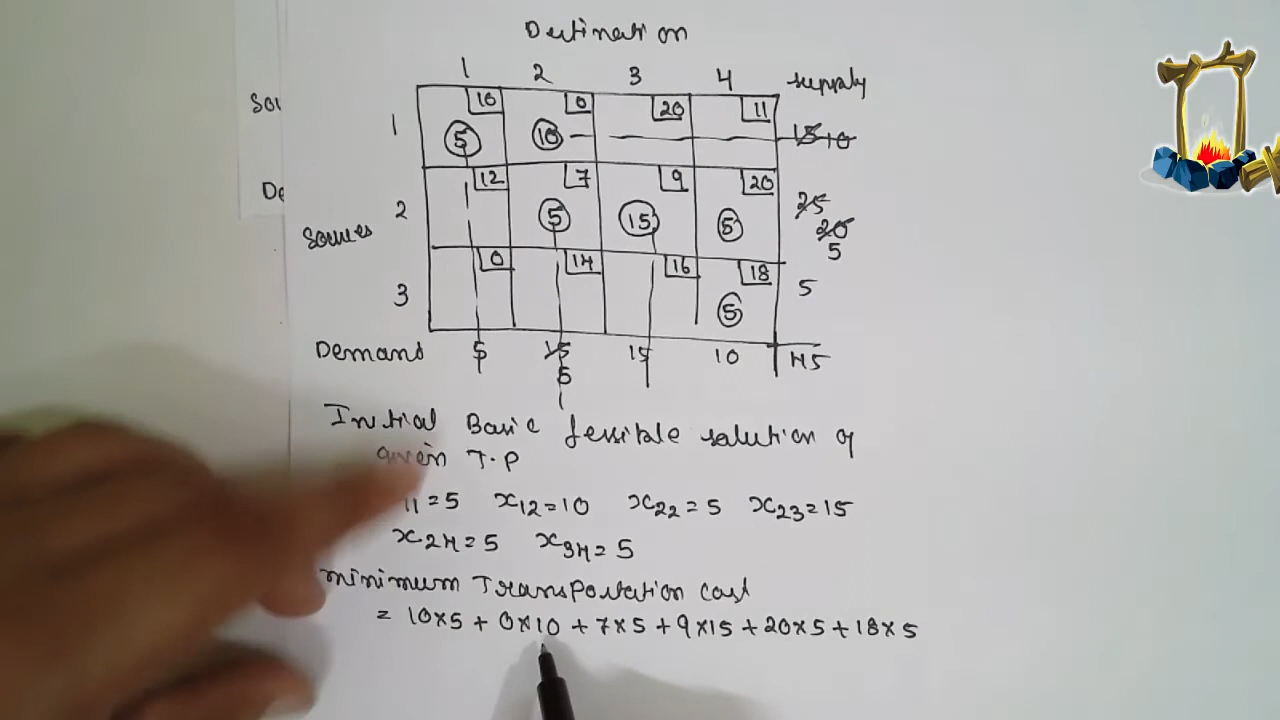 Destination
1 2 3 4 supply
1 10 0 20 11 15 10
5 10
12 7 9 20 25
2 5 15 5 20
Sources 5
0 14 16 18
3 5 5
Demand 5 15 15 10 45
5
Initial Basic fessible solution of
given T.P
11=5 x12=10 x22=5 x23=15
x24=5 x34=5
minimum Transportation cost
= 10×5 + 0×10 + 7×5 + 9×15 + 20×5 + 18×5